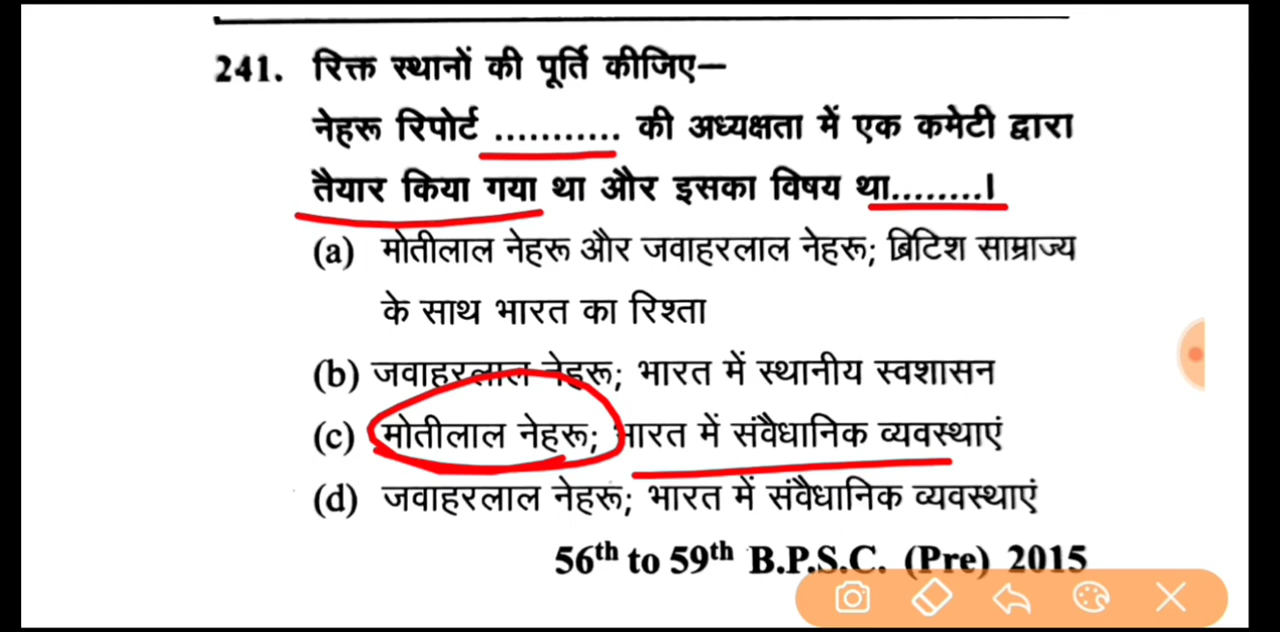 241. रिक्त स्थानों की पूर्ति कीजिए—
नेहरू रिपोर्ट ........... की अध्यक्षता में एक कमेटी द्वारा
तैयार किया गया था और इसका विषय था........।
(a) मोतीलाल नेहरू और जवाहरलाल नेहरू; ब्रिटिश साम्राज्य
के साथ भारत का रिश्ता
(b) जवाहरलाल नेहरू; भारत में स्थानीय स्वशासन
(c) मोतीलाल नेहरू; भारत में संवैधानिक व्यवस्थाएं
(d) जवाहरलाल नेहरू; भारत में संवैधानिक व्यवस्थाएं
56th to 59th B.P.S.C. (Pre) 2015